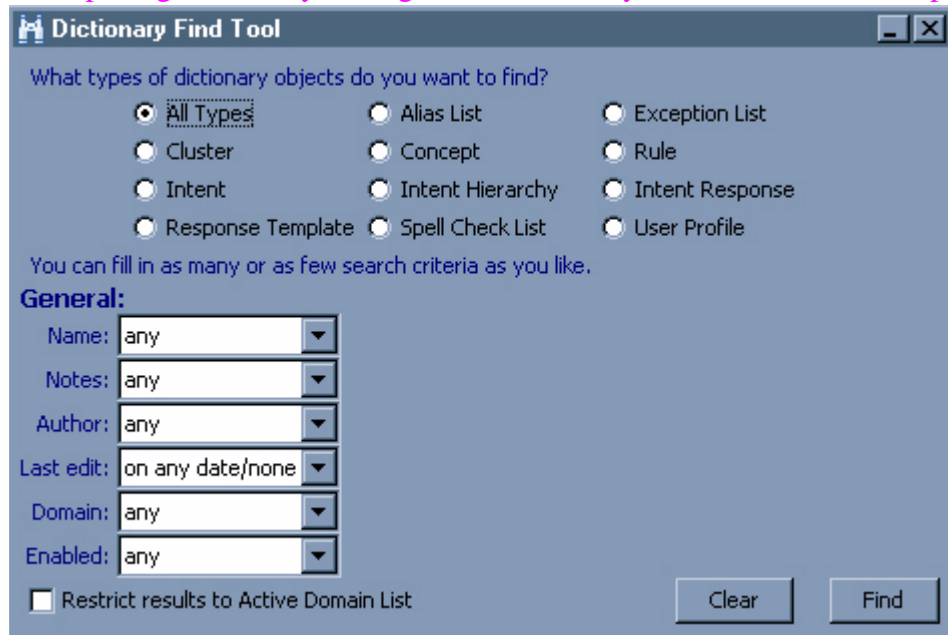 Dictionary Find Tool
What types of dictionary objects do you want to find?
All Types Alias List Exception List
Cluster Concept Rule
Intent Intent Hierarchy Intent Response
Response Template Spell Check List User Profile
You can fill in as many or as few search criteria as you like.
General:
Name: any
Notes: any
Author: any
Last edit: on any date/none
Domain: any
Enabled: any
Restrict results to Active Domain List Clear Find